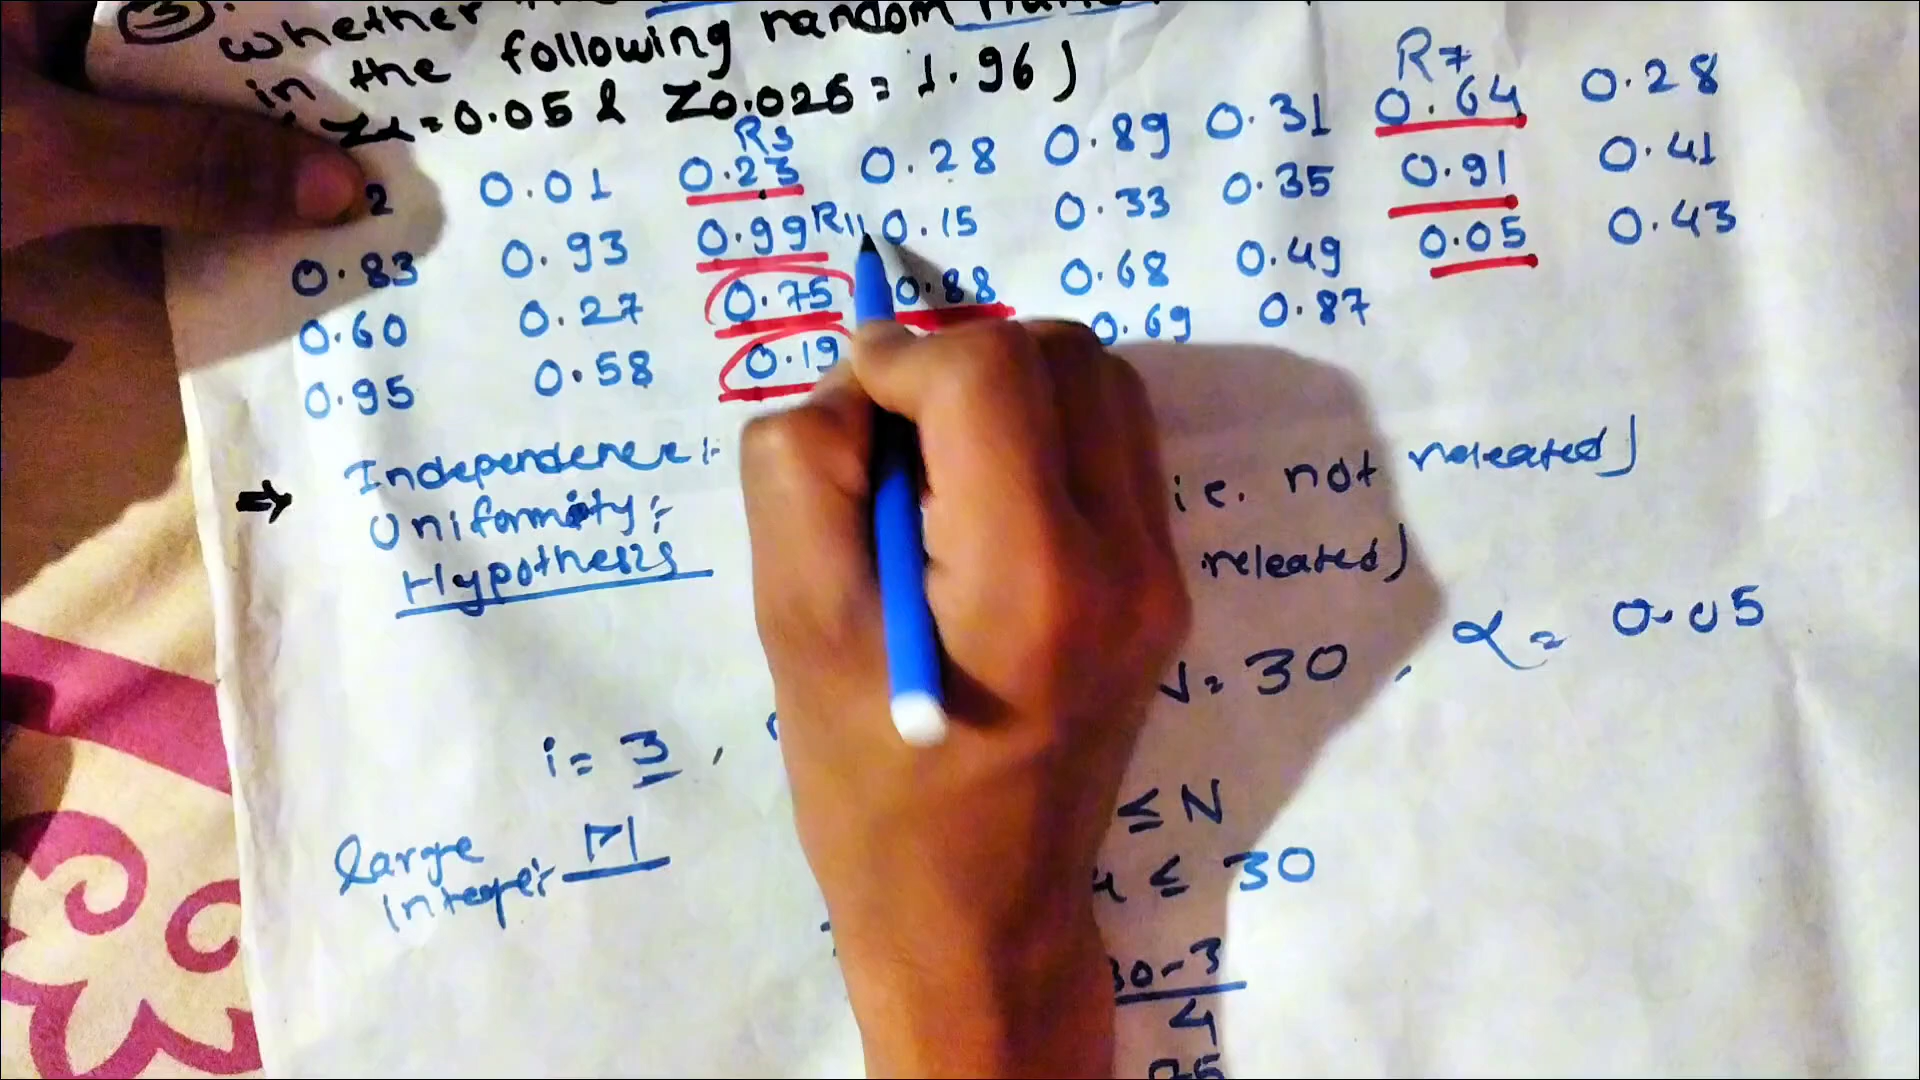 3
whether
in the following random
α=0.05 & Z0.025 = 1.96)
R3 R7
2 0.01 0.23 0.28 0.89 0.31 0.64 0.28
0.83 0.93 0.99 R11 0.15 0.33 0.35 0.91 0.41
0.60 0.27 0.75 0.88 0.68 0.49 0.05 0.43
0.95 0.58 0.19 0.69 0.87
⇒ Independence:- i.e. not releated)
Uniformity:- releated)
Hypothesis
i= 3, N= 30, α= 0.05
large
integer:- M
≤ N
≤ 30
30-3
4